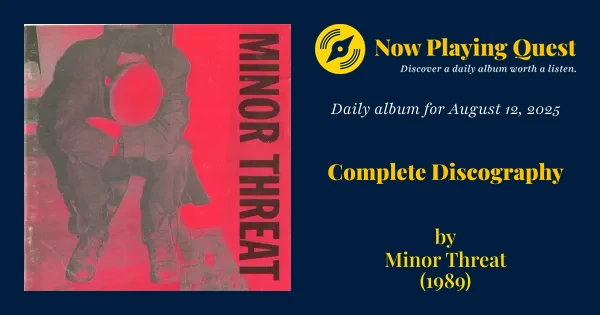 MINOR THREAT
Now Playing Quest
Discover a daily album worth a listen.
Daily album for August 12, 2025
Complete Discography
by
Minor Threat
(1989)